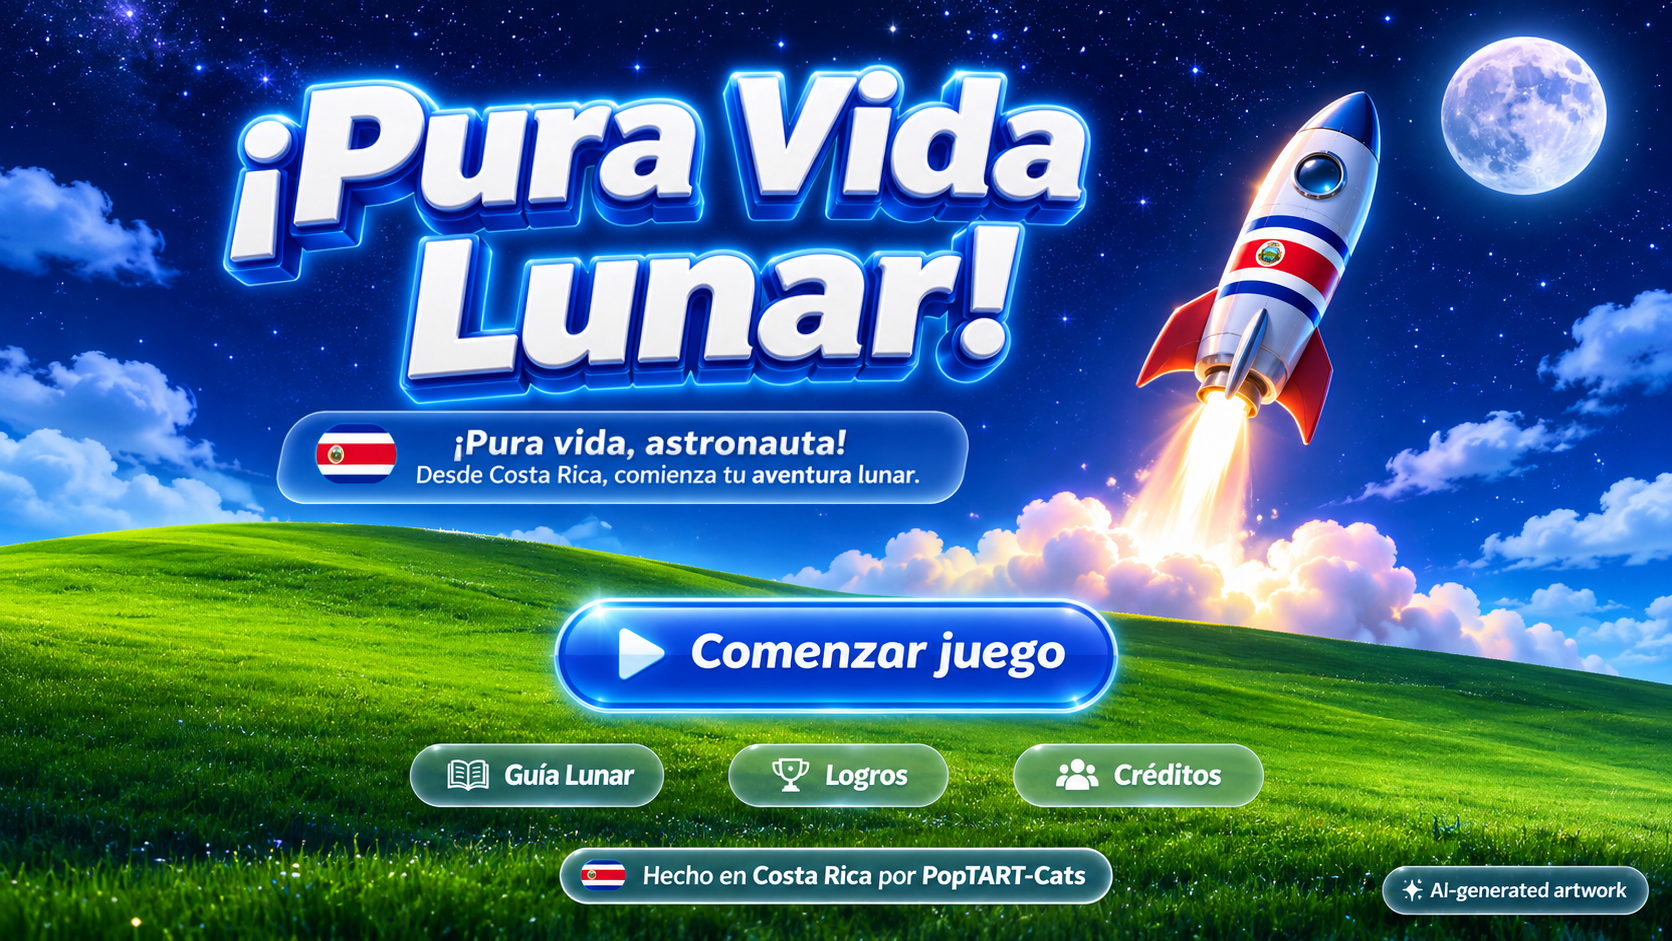 ¡Pura Vida
Lunar!
¡Pura vida, astronauta!
Desde Costa Rica, comienza tu aventura lunar.
Comenzar juego
Guía Lunar
Logros
Créditos
Hecho en Costa Rica por PopTART-Cats
AI-generated artwork